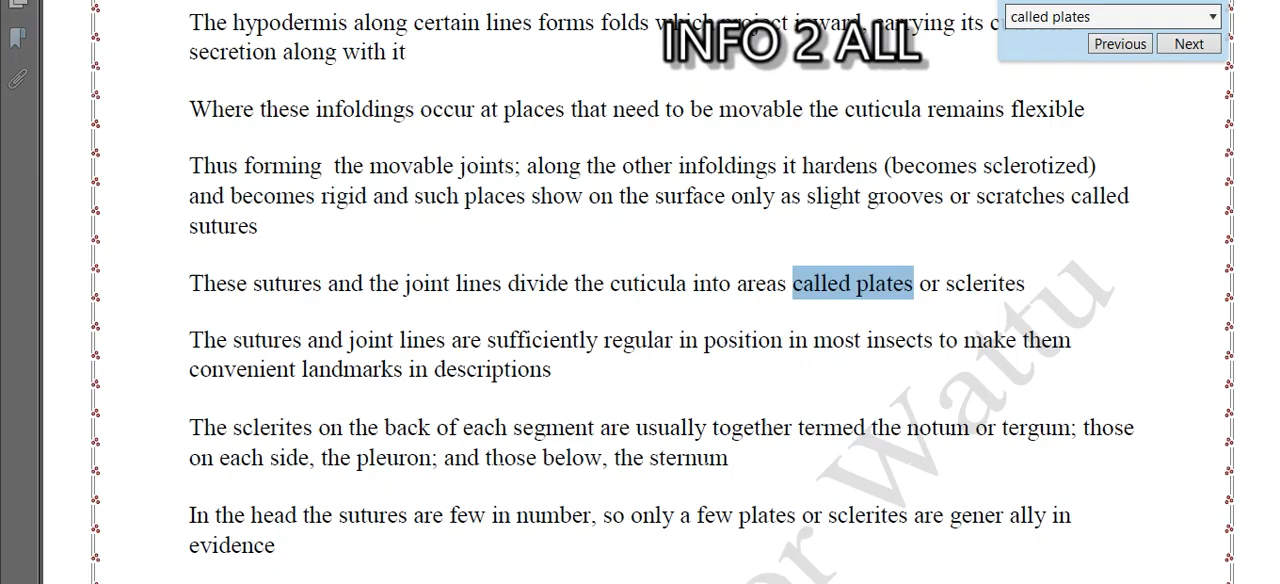 The hypodermis along certain lines forms folds which project inward, carrying its
secretion along with it
INFO 2 ALL
called plates
Previous
Next
Where these infoldings occur at places that need to be movable the cuticula remains flexible
Thus forming the movable joints; along the other infoldings it hardens (becomes sclerotized)
and becomes rigid and such places show on the surface only as slight grooves or scratches called
sutures
These sutures and the joint lines divide the cuticula into areas called plates or sclerites
The sutures and joint lines are sufficiently regular in position in most insects to make them
convenient landmarks in descriptions
The sclerites on the back of each segment are usually together termed the notum or tergum; those
on each side, the pleuron; and those below, the sternum
In the head the sutures are few in number, so only a few plates or sclerites are gener ally in
evidence
or Wattu